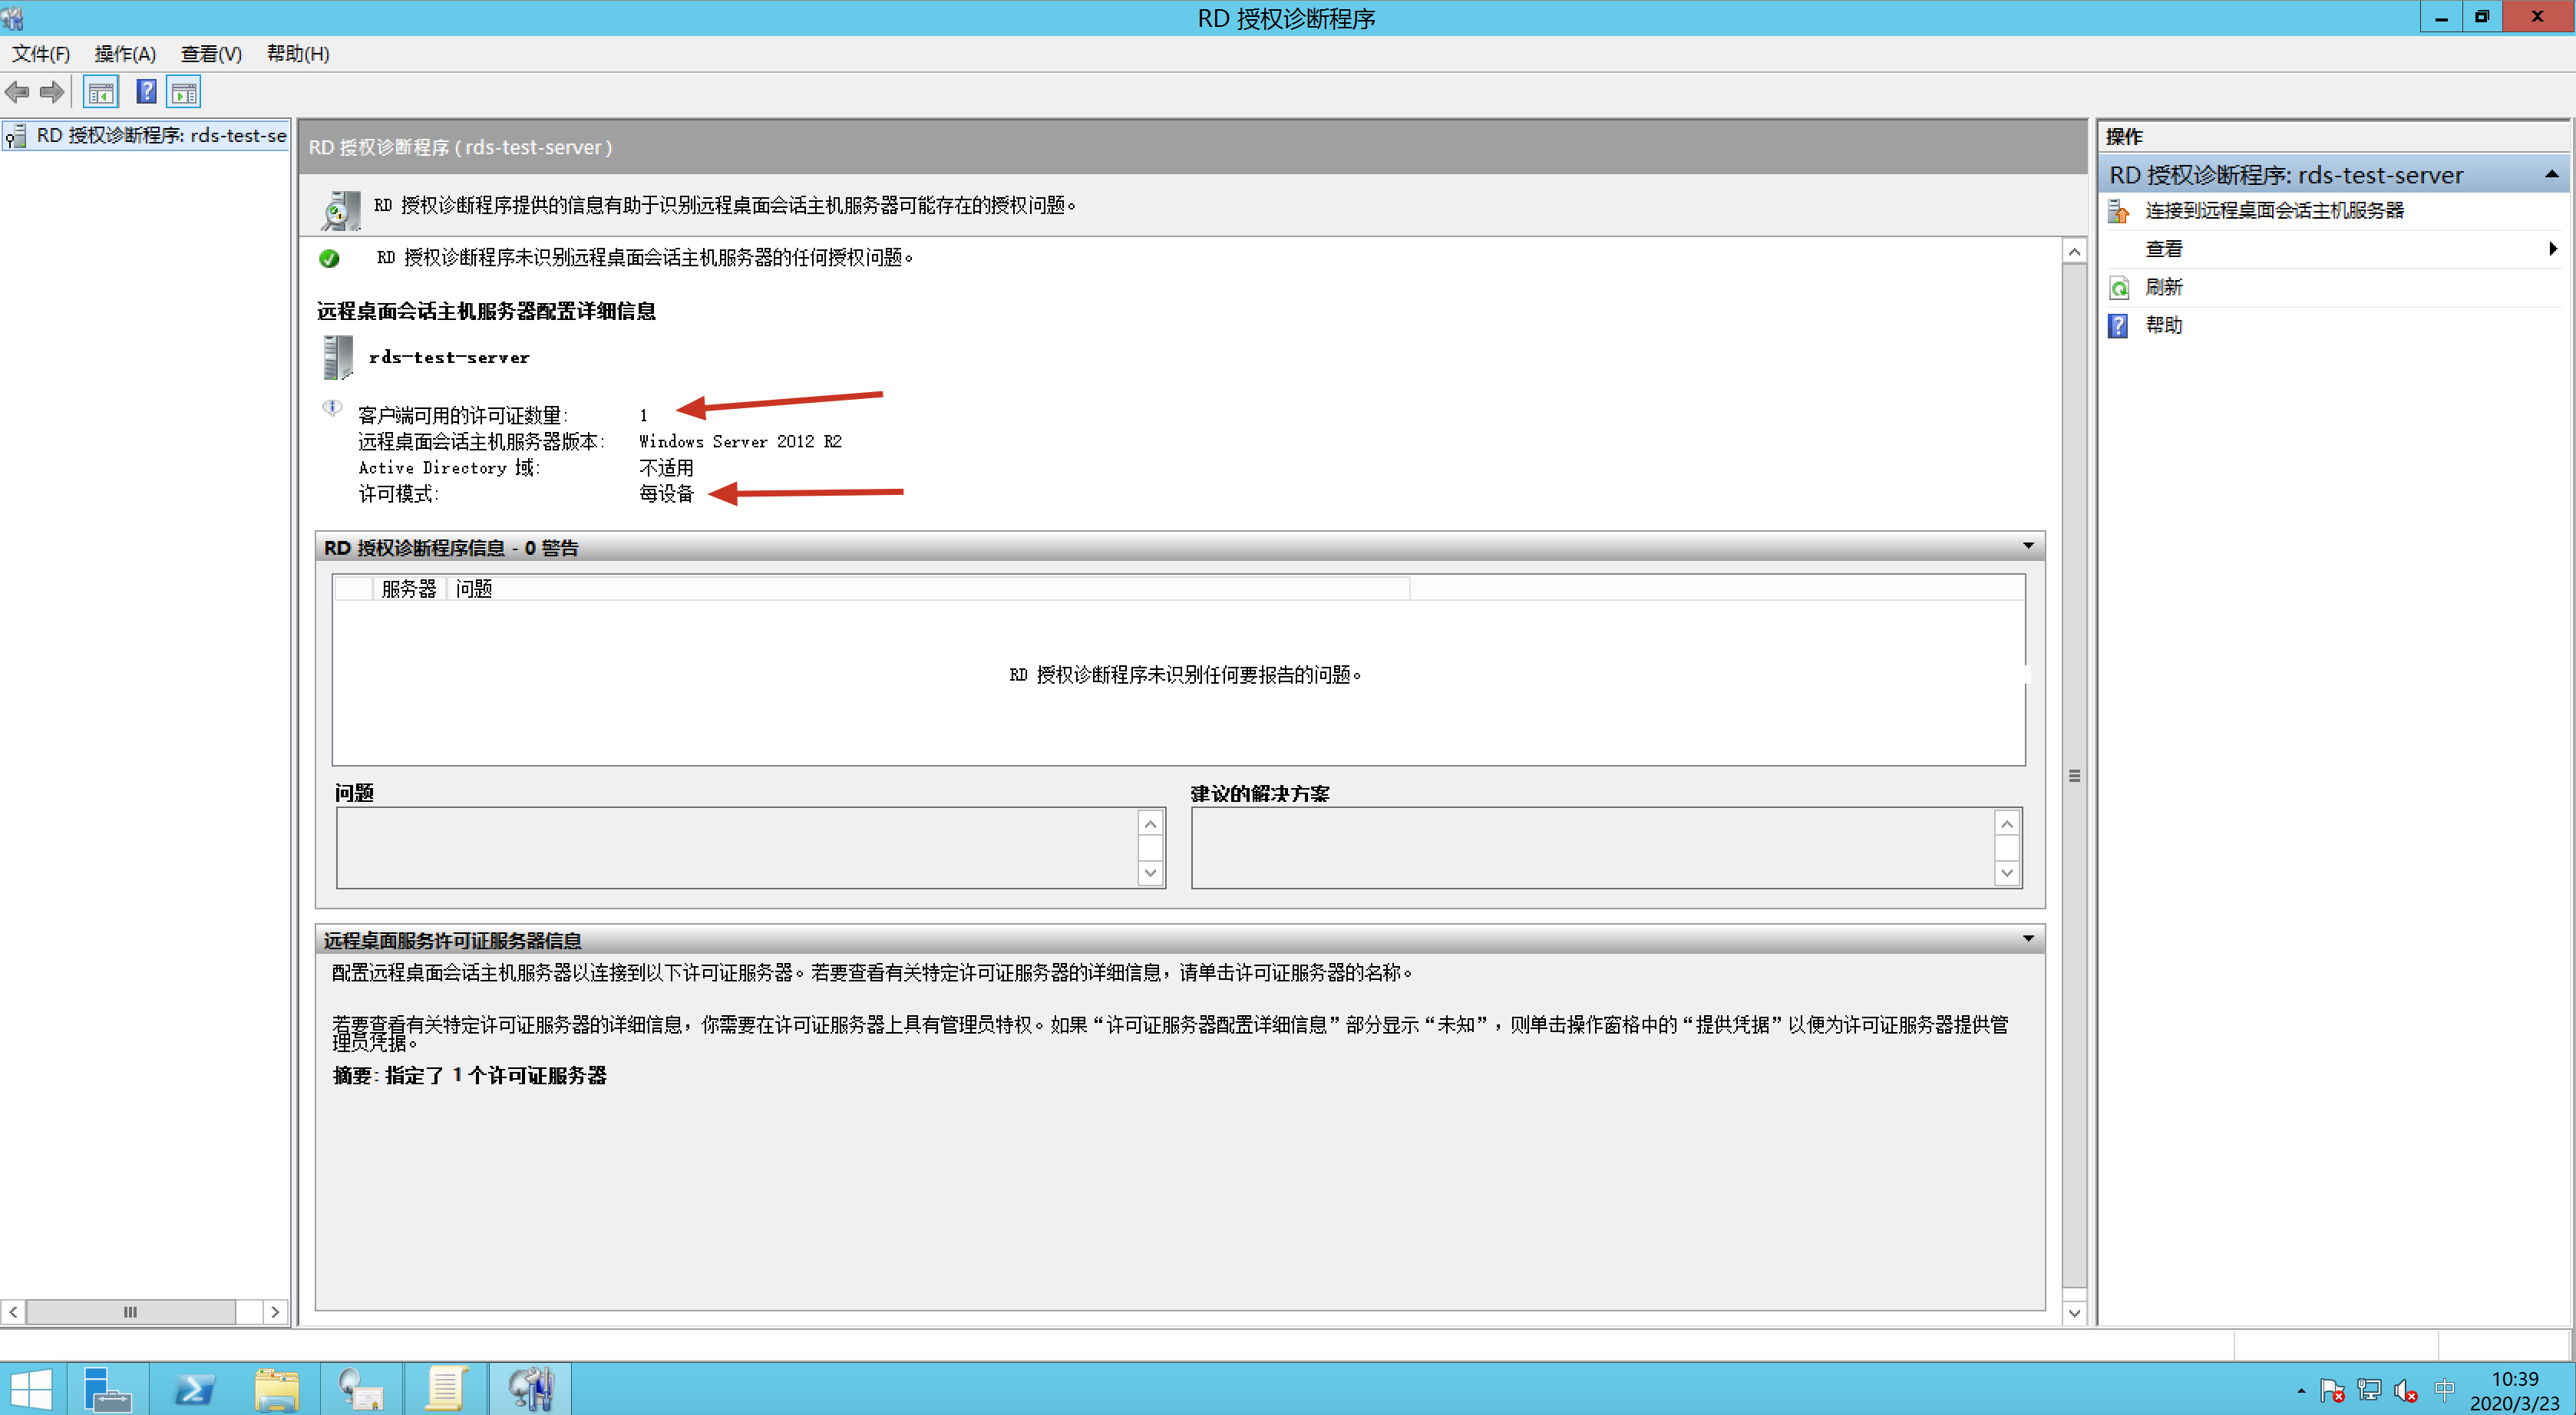 RD 授权诊断程序
文件(F) 操作(A) 查看(V) 帮助(H)
RD 授权诊断程序: rds-test-se
RD 授权诊断程序 ( rds-test-server )
RD 授权诊断程序提供的信息有助于识别远程桌面会话主机服务器可能存在的授权问题。
RD 授权诊断程序未识别远程桌面会话主机服务器的任何授权问题。
远程桌面会话主机服务器配置详细信息
rds-test-server
客户端可用的许可证数量: 1
远程桌面会话主机服务器版本: Windows Server 2012 R2
Active Directory 域: 不适用
许可模式: 每设备
RD 授权诊断程序信息 - 0 警告
服务器 问题
RD 授权诊断程序未识别任何要报告的问题。
问题 建议的解决方案
远程桌面服务许可证服务器信息
配置远程桌面会话主机服务器以连接到以下许可证服务器。若要查看有关特定许可证服务器的详细信息，请单击许可证服务器的名称。
若要查看有关特定许可证服务器的详细信息，你需要在许可证服务器上具有管理员特权。如果“许可证服务器配置详细信息”部分显示“未知”，则单击操作窗格中的“提供凭据”以便为许可证服务器提供管
理员凭据。
摘要: 指定了 1 个许可证服务器
操作
RD 授权诊断程序: rds-test-server
连接到远程桌面会话主机服务器
查看
刷新
帮助
中
10:39
2020/3/23